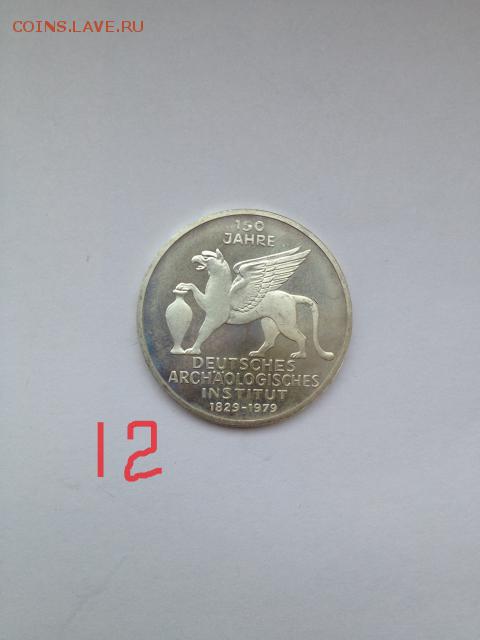 COINS.LAVE.RU
150
JAHRE
DEUTSCHES
ARCHÄOLOGISCHES
INSTITUT
1829-1979
12